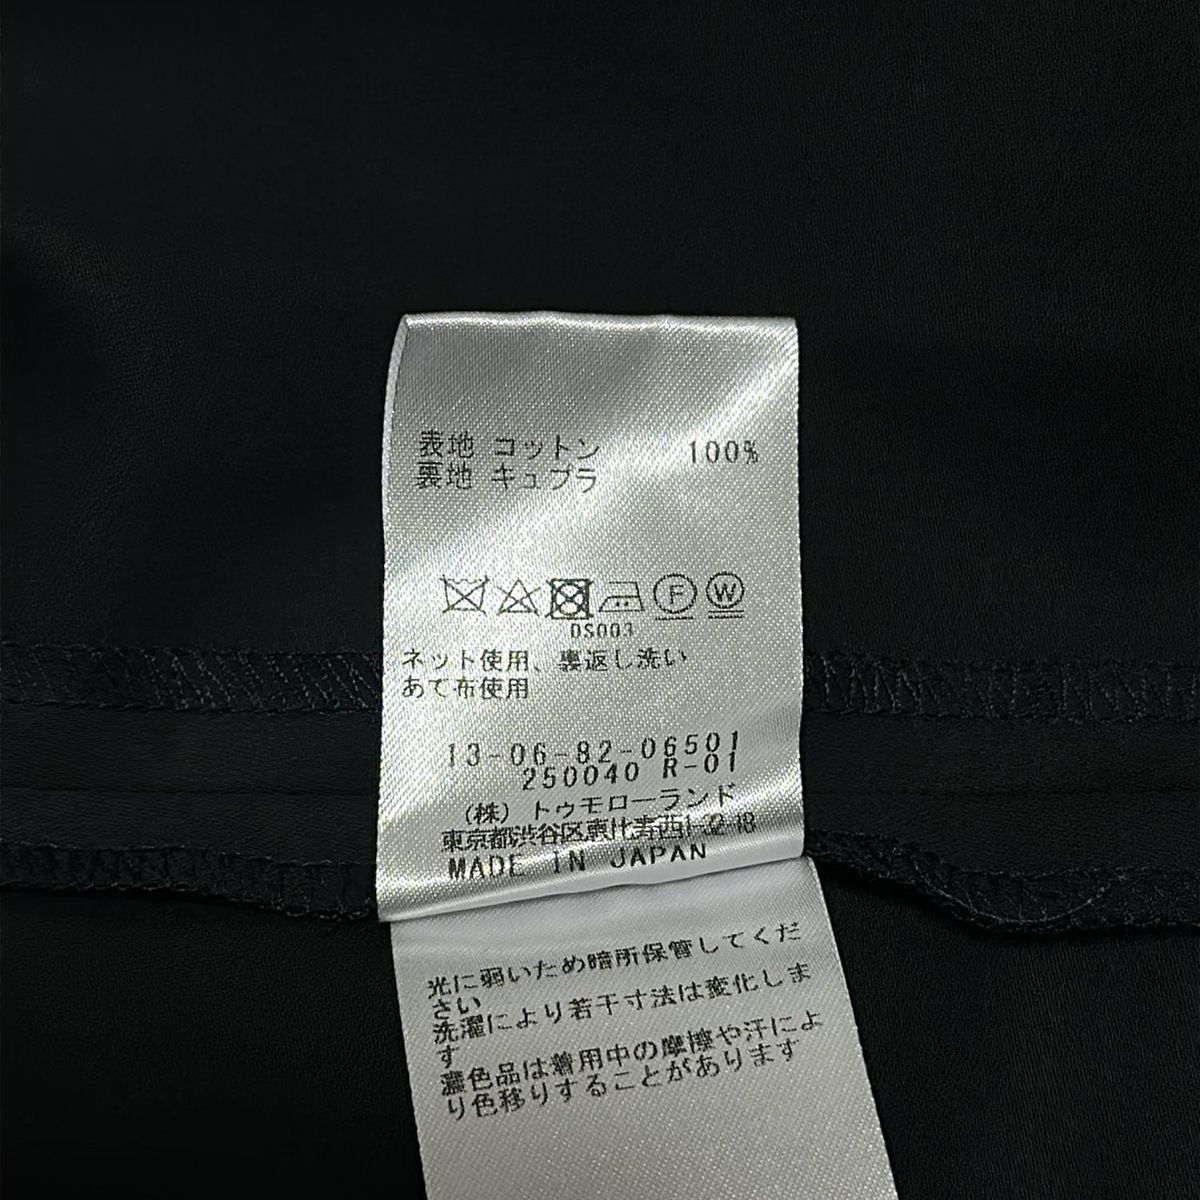 表地 コットン 100%
裏地 キュプラ
F W
DS003
ネット使用、裏返し洗い
あて布使用
13-06-82-06501
250040 R-01
(株) トゥモローランド
東京都渋谷区恵比寿西1-32-18
MADE IN JAPAN
光に弱いため暗所保管してくだ
さい
洗濯により若干寸法は変化しま
す
濃色品は着用中の摩擦や汗によ
り色移りすることがあります